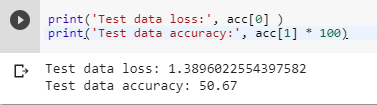 print('Test data loss:', acc[0] )
print('Test data accuracy:', acc[1] * 100)
Test data loss: 1.3896022554397582
Test data accuracy: 50.67